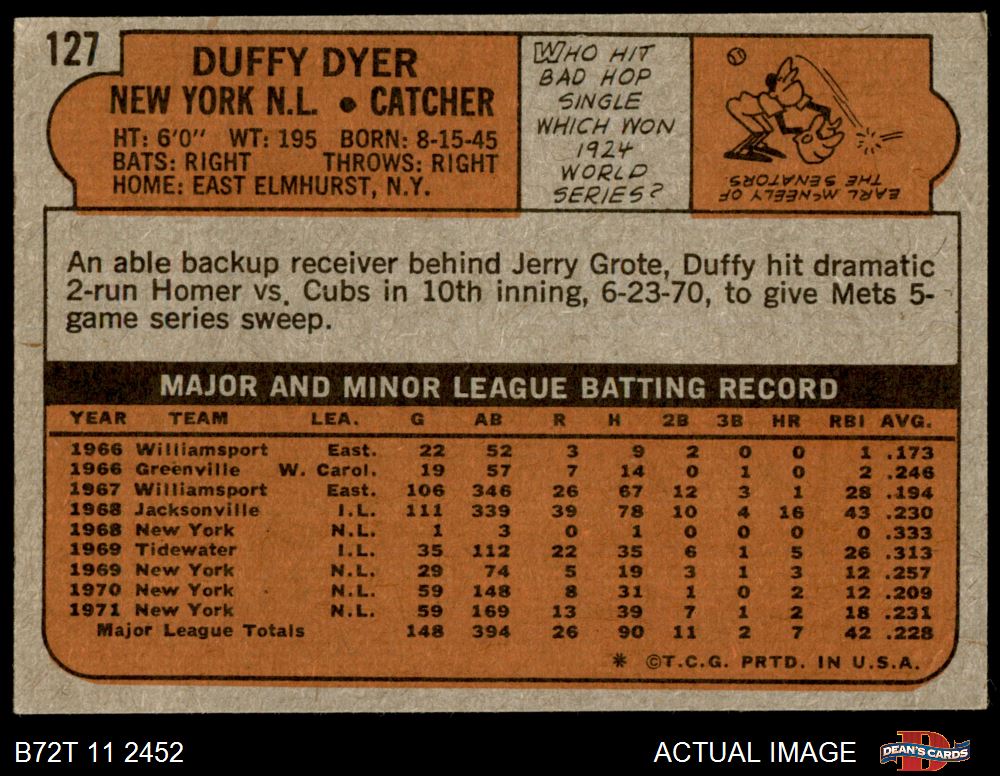 127
DUFFY DYER
NEW YORK N.L. • CATCHER
HT: 6'0" WT: 195 BORN: 8-15-45
BATS: RIGHT THROWS: RIGHT
HOME: EAST ELMHURST, N.Y.
WHO HIT
BAD HOP
SINGLE
WHICH WON
1924
WORLD
SERIES?
EARL McNEELY OF
THE SENATORS.
An able backup receiver behind Jerry Grote, Duffy hit dramatic
2-run Homer vs. Cubs in 10th inning, 6-23-70, to give Mets 5-
game series sweep.
MAJOR AND MINOR LEAGUE BATTING RECORD
YEAR TEAM LEA. G AB R H 2B 3B HR RBI AVG.
1966 Williamsport East. 22 52 3 9 2 0 0 1 .173
1966 Greenville W. Carol. 19 57 7 14 0 1 0 2 .246
1967 Williamsport East. 106 346 26 67 12 3 1 28 .194
1968 Jacksonville I.L. 111 339 39 78 10 4 16 43 .230
1968 New York N.L. 1 3 0 1 0 0 0 0 .333
1969 Tidewater I.L. 35 112 22 35 6 1 5 26 .313
1969 New York N.L. 29 74 5 19 3 1 3 12 .257
1970 New York N.L. 59 148 8 31 1 0 2 12 .209
1971 New York N.L. 59 169 13 39 7 1 2 18 .231
Major League Totals 148 394 26 90 11 2 7 42 .228
* ©T.C.G. PRTD. IN U.S.A.
B72T 11 2452
ACTUAL IMAGE
DEAN'S CARDS